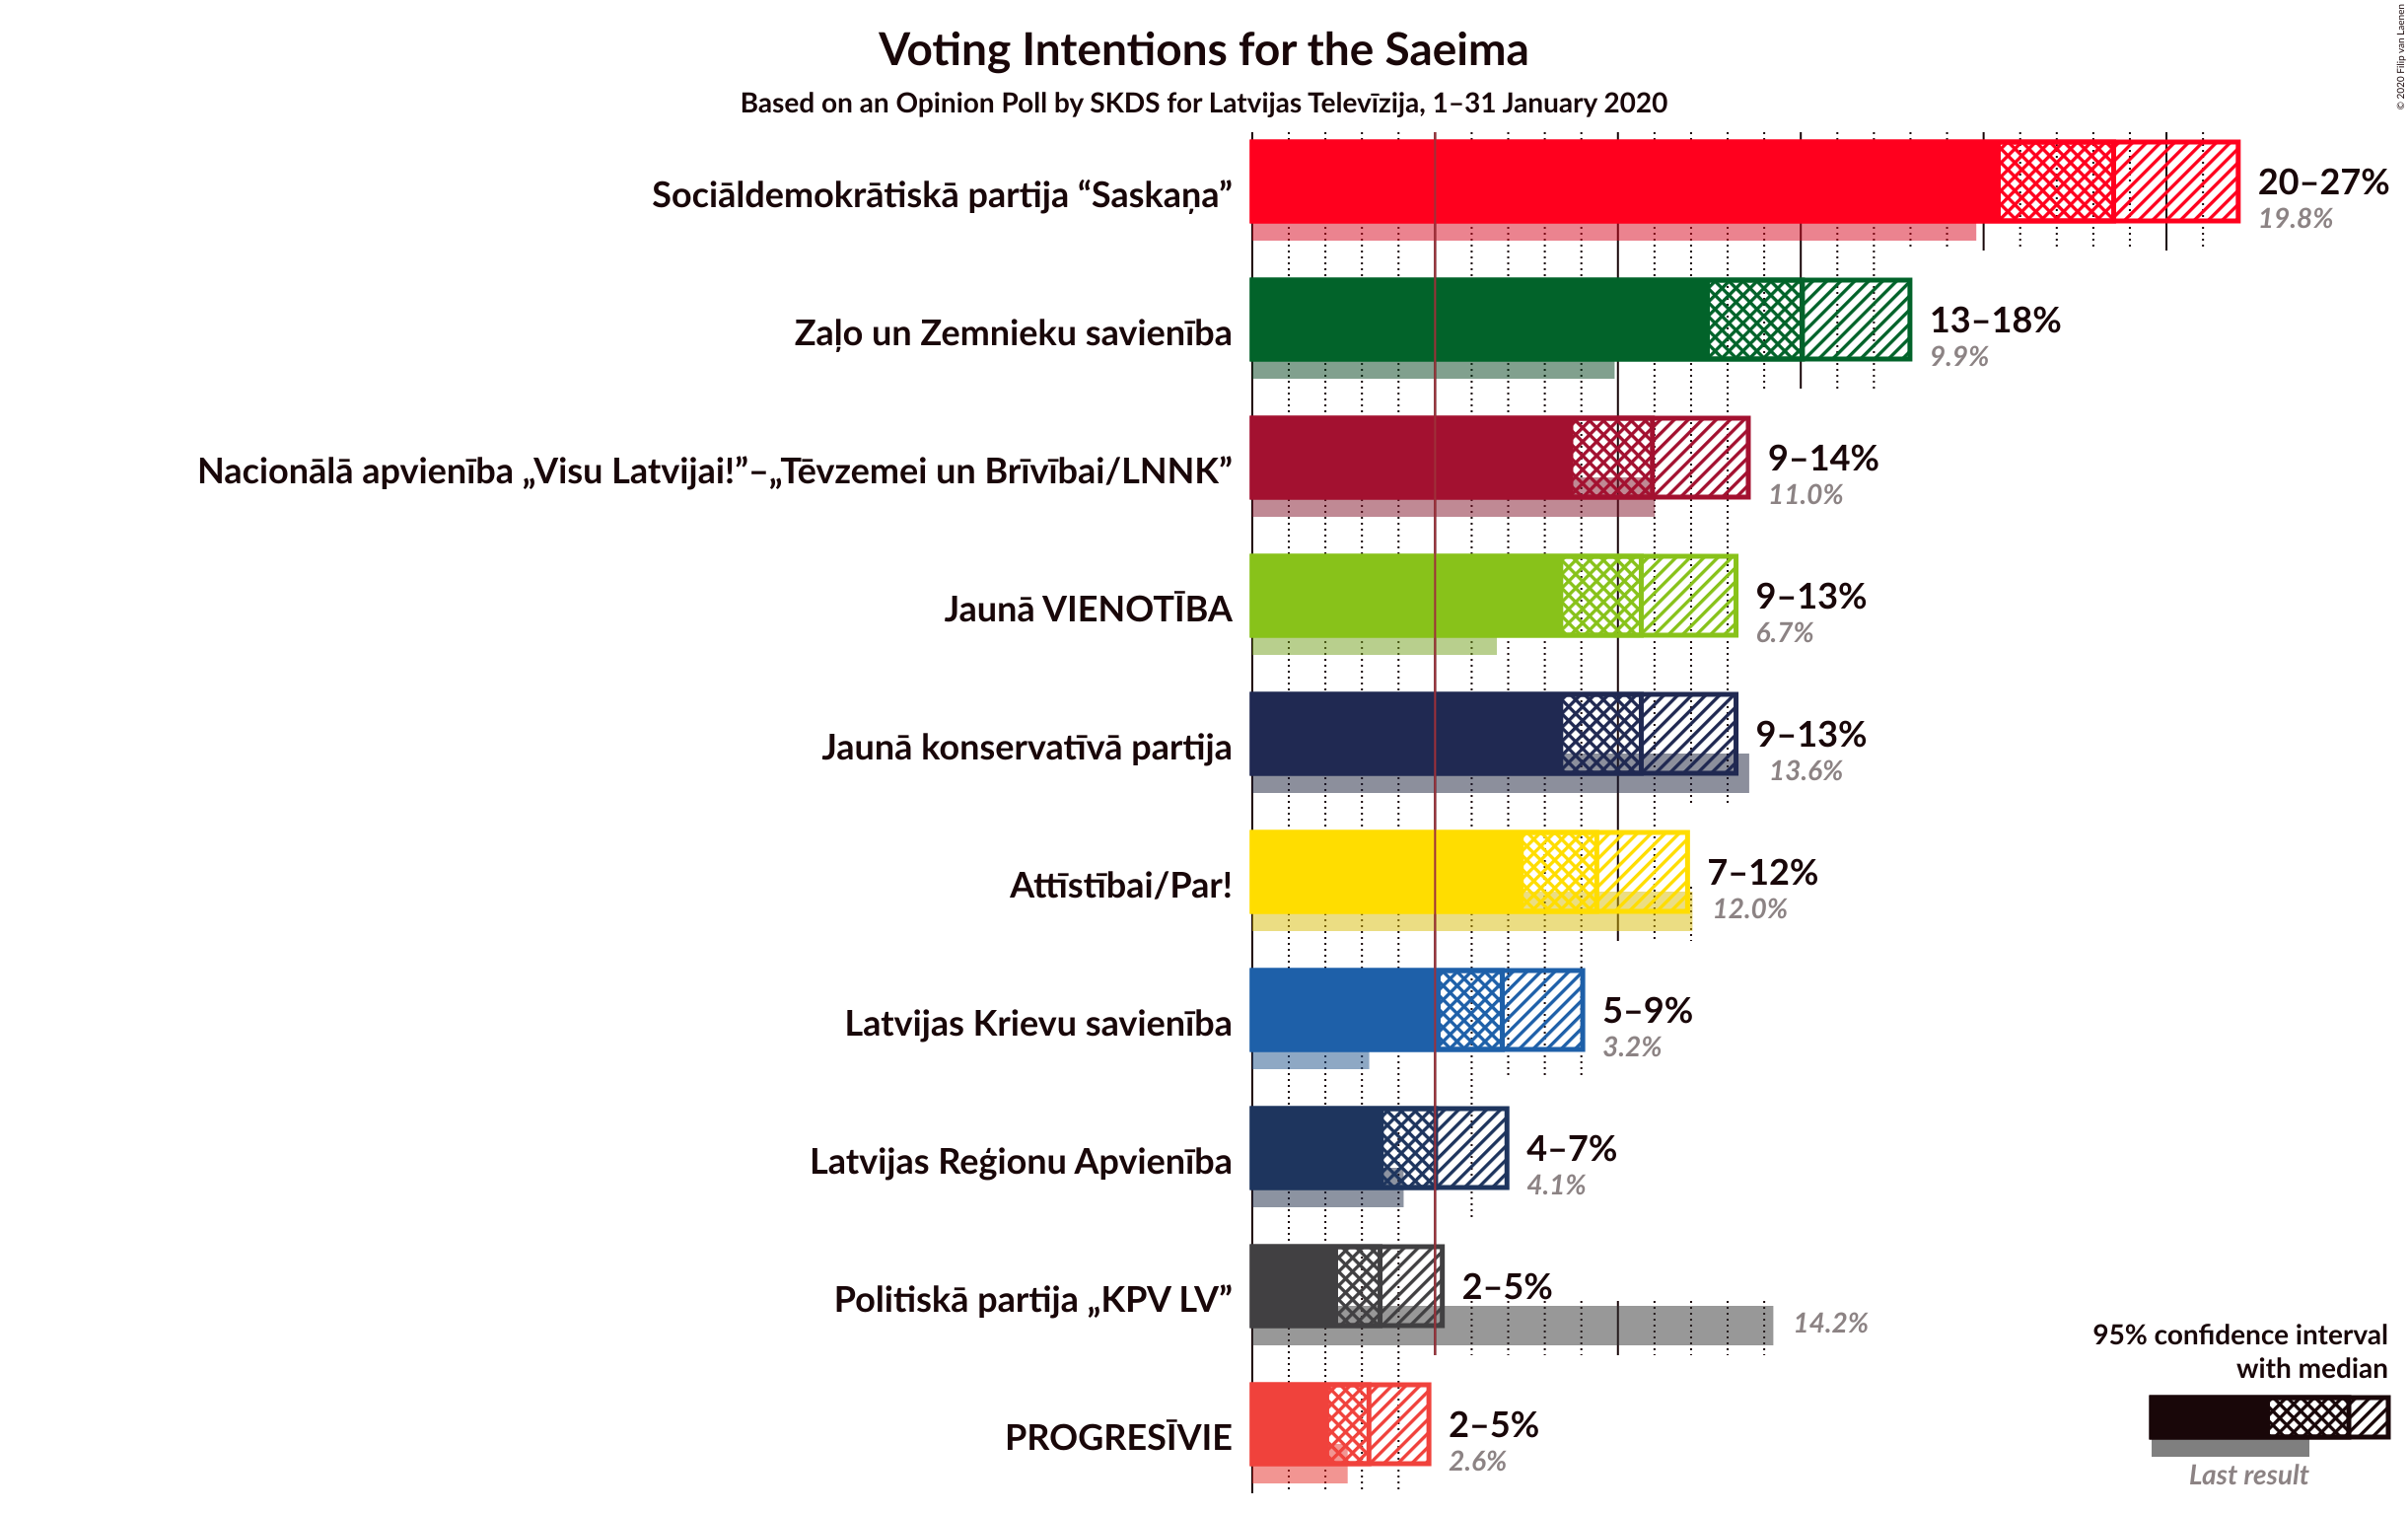 Voting Intentions for the Saeima
Based on an Opinion Poll by SKDS for Latvijas Televīzija, 1–31 January 2020
© 2020 Filip van Laenen
Sociāldemokrātiskā partija “Saskaņa”
20–27%
19.8%
Zaļo un Zemnieku savienība
13–18%
9.9%
Nacionālā apvienība „Visu Latvijai!”–„Tēvzemei un Brīvībai/LNNK”
9–14%
11.0%
Jaunā VIENOTĪBA
9–13%
6.7%
Jaunā konservatīvā partija
9–13%
13.6%
Attīstībai/Par!
7–12%
12.0%
Latvijas Krievu savienība
5–9%
3.2%
Latvijas Reģionu Apvienība
4–7%
4.1%
Politiskā partija „KPV LV”
2–5%
14.2%
PROGRESĪVIE
2–5%
2.6%
95% confidence interval
with median
Last result